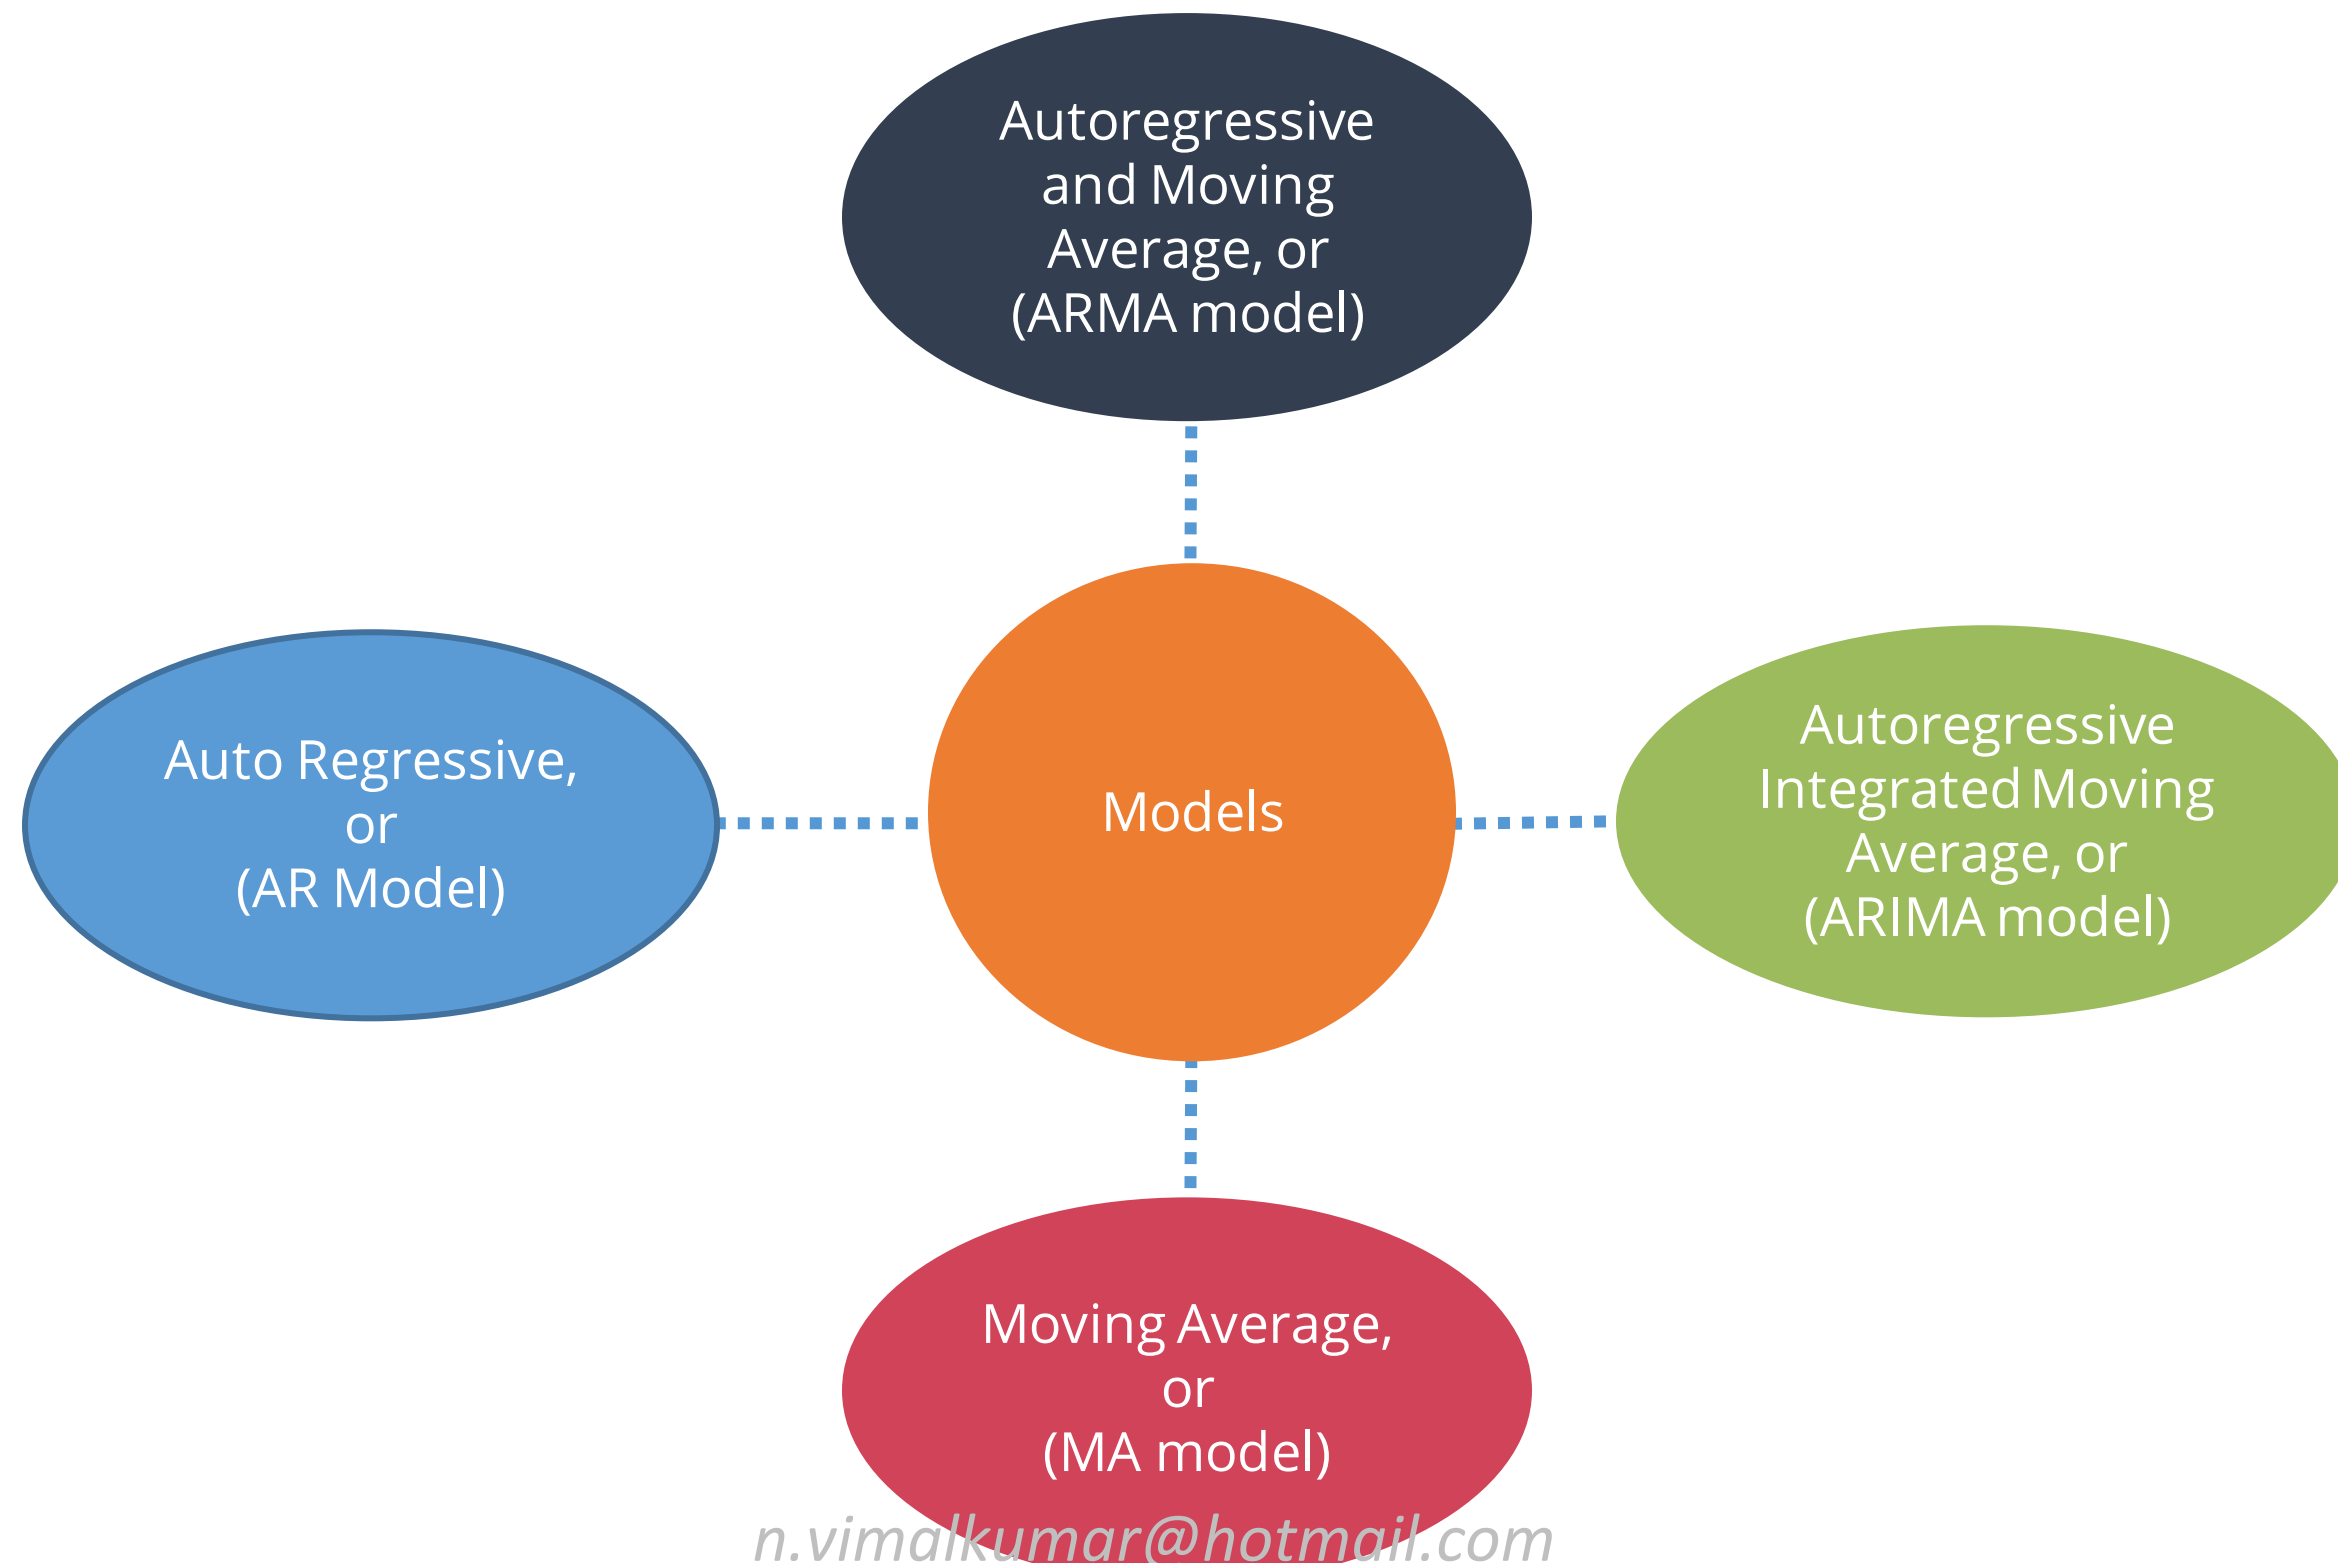 Autoregressive
and Moving
Average, or
(ARMA model)
Auto Regressive,
or
(AR Model)
Models
Autoregressive
Integrated Moving
Average, or
(ARIMA model)
Moving Average,
or
(MA model)
n.vimalkumar@hotmail.com